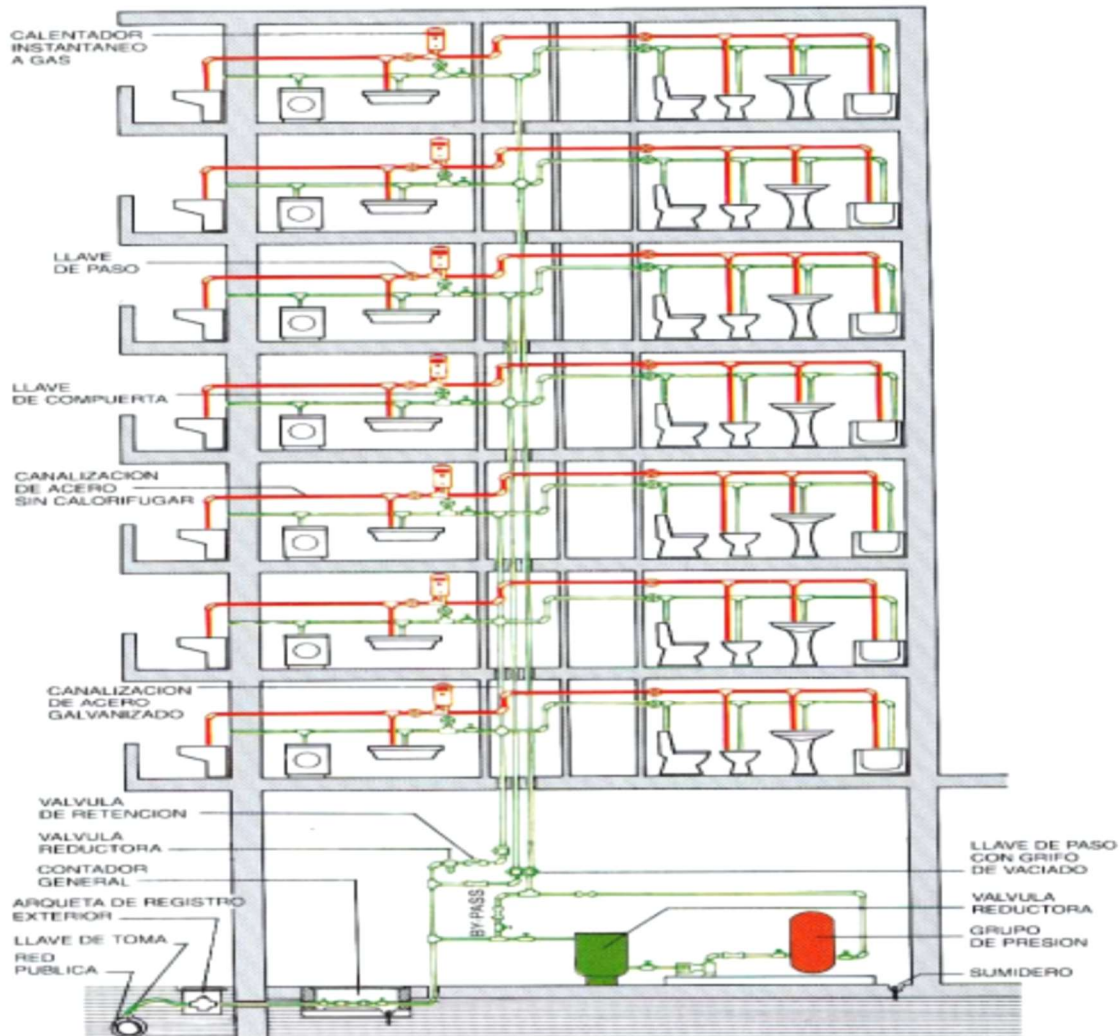 CALENTADOR
INSTANTANEO
A GAS
LLAVE
DE PASO
LLAVE
DE COMPUERTA
CANALIZACION
DE ACERO
SIN CALORIFUGAR
CANALIZACION
DE ACERO
GALVANIZADO
VALVULA
DE RETENCION
VALVULA
REDUCTORA
CONTADOR
GENERAL
ARQUETA DE REGISTRO
EXTERIOR
LLAVE DE TOMA
RED
PUBLICA
BY-PASS
LLAVE DE PASO
CON GRIFO
DE VACIADO
VALVULA
REDUCTORA
GRUPO
DE PRESION
SUMIDERO